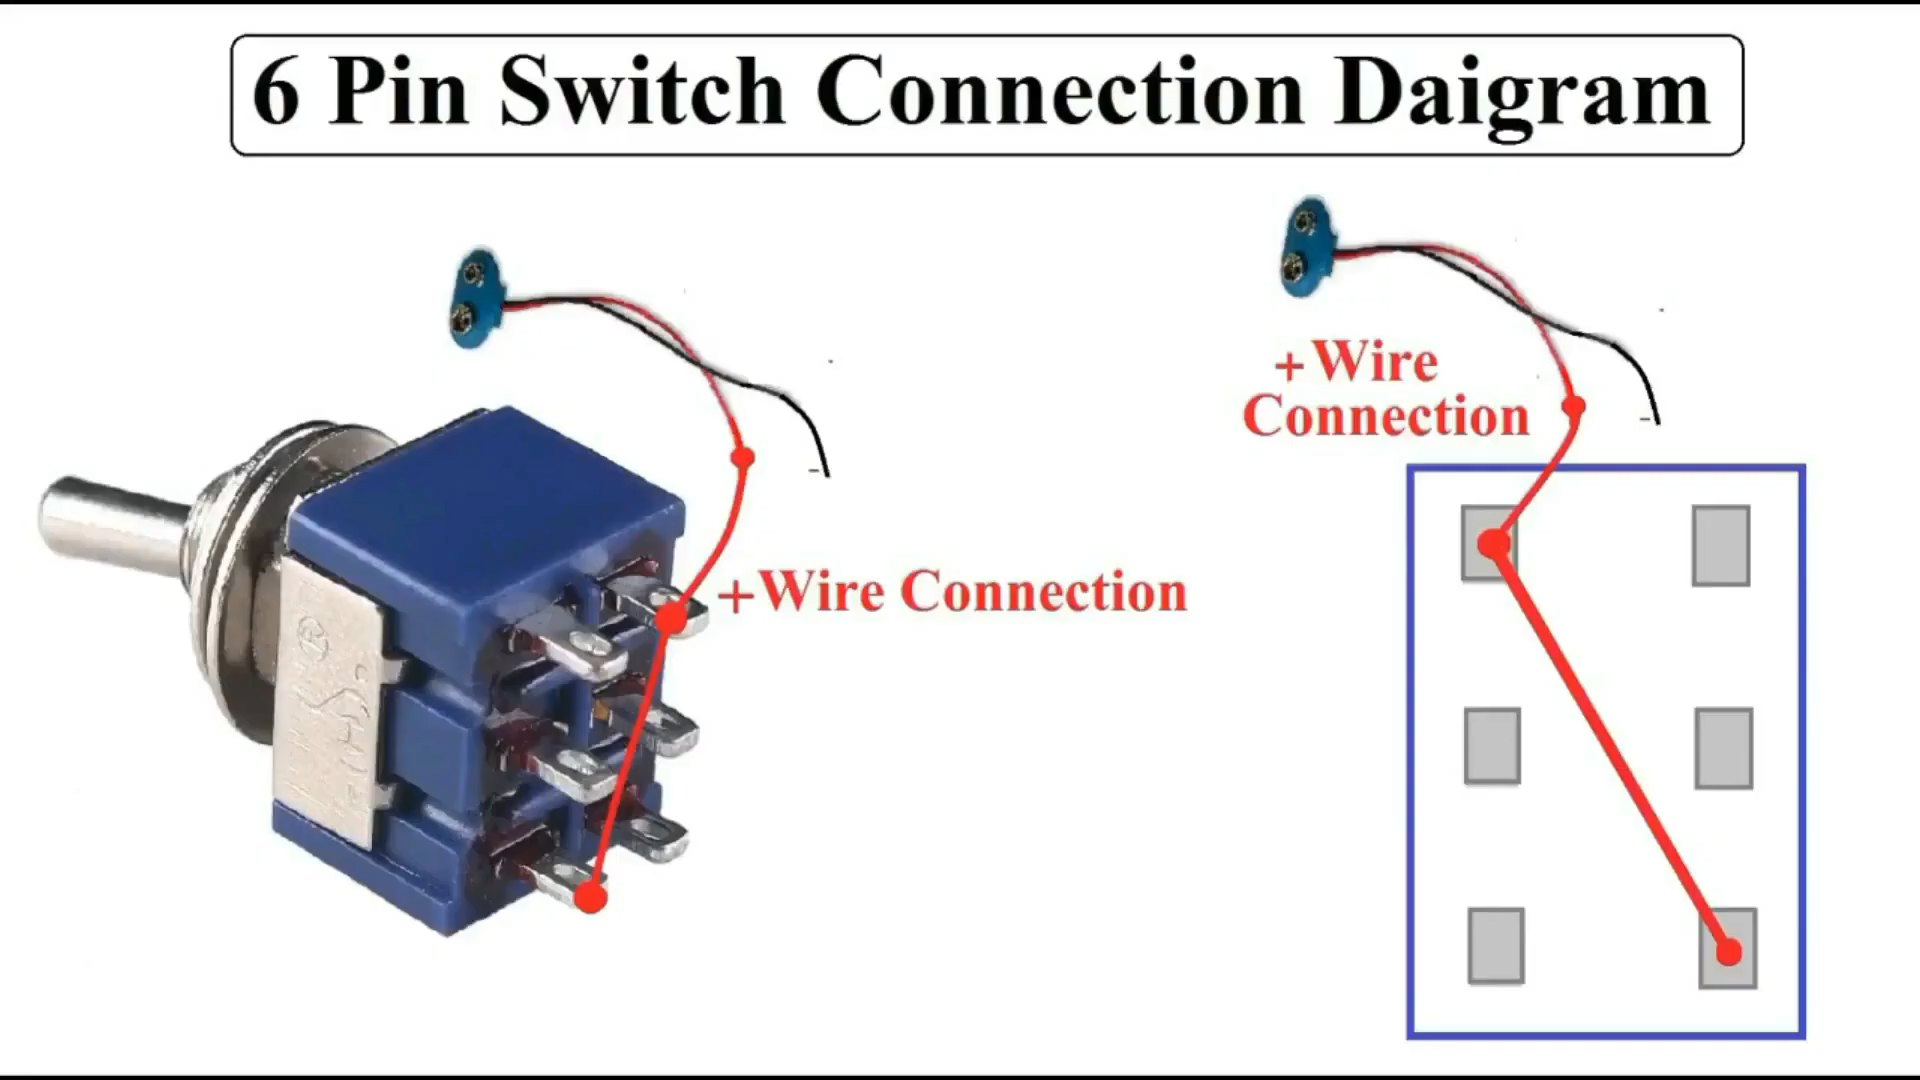 6 Pin Switch Connection Daigram
+Wire
Connection
-
-
+Wire Connection